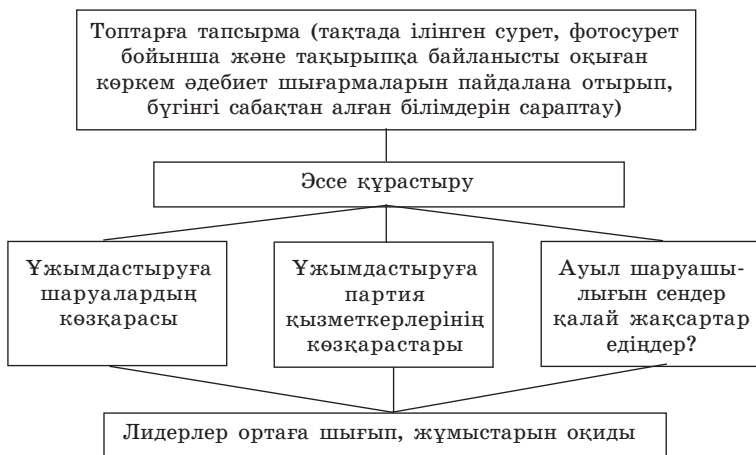 Топтарға тапсырма (тақтада ілінген сурет, фотосурет
бойынша және тақырыпқа байланысты оқыған
көркем әдебиет шығармаларын пайдалана отырып,
бүгінгі сабақтан алған білімдерін сараптау)
Эссе құрастыру
Ұжымдастыруға
шаруалардың
көзқарасы
Ұжымдастыруға
партия
қызметкерлерінің
көзқарастары
Ауыл шаруашы-
лығын сендер
қалай жақсартар
едіңдер?
Лидерлер ортаға шығып, жұмыстарын оқиды